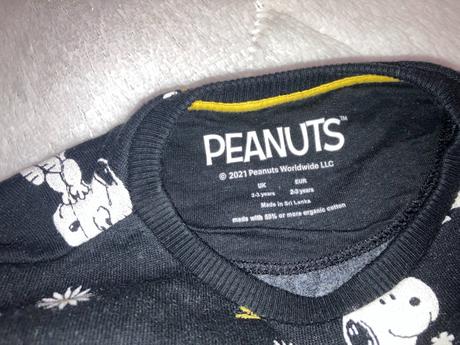 PEANUTS™
© 2021 Peanuts Worldwide LLC
UK EUR
2-3 years 2-3 years
Made in Sri Lanka
made with 85% or more organic cotton